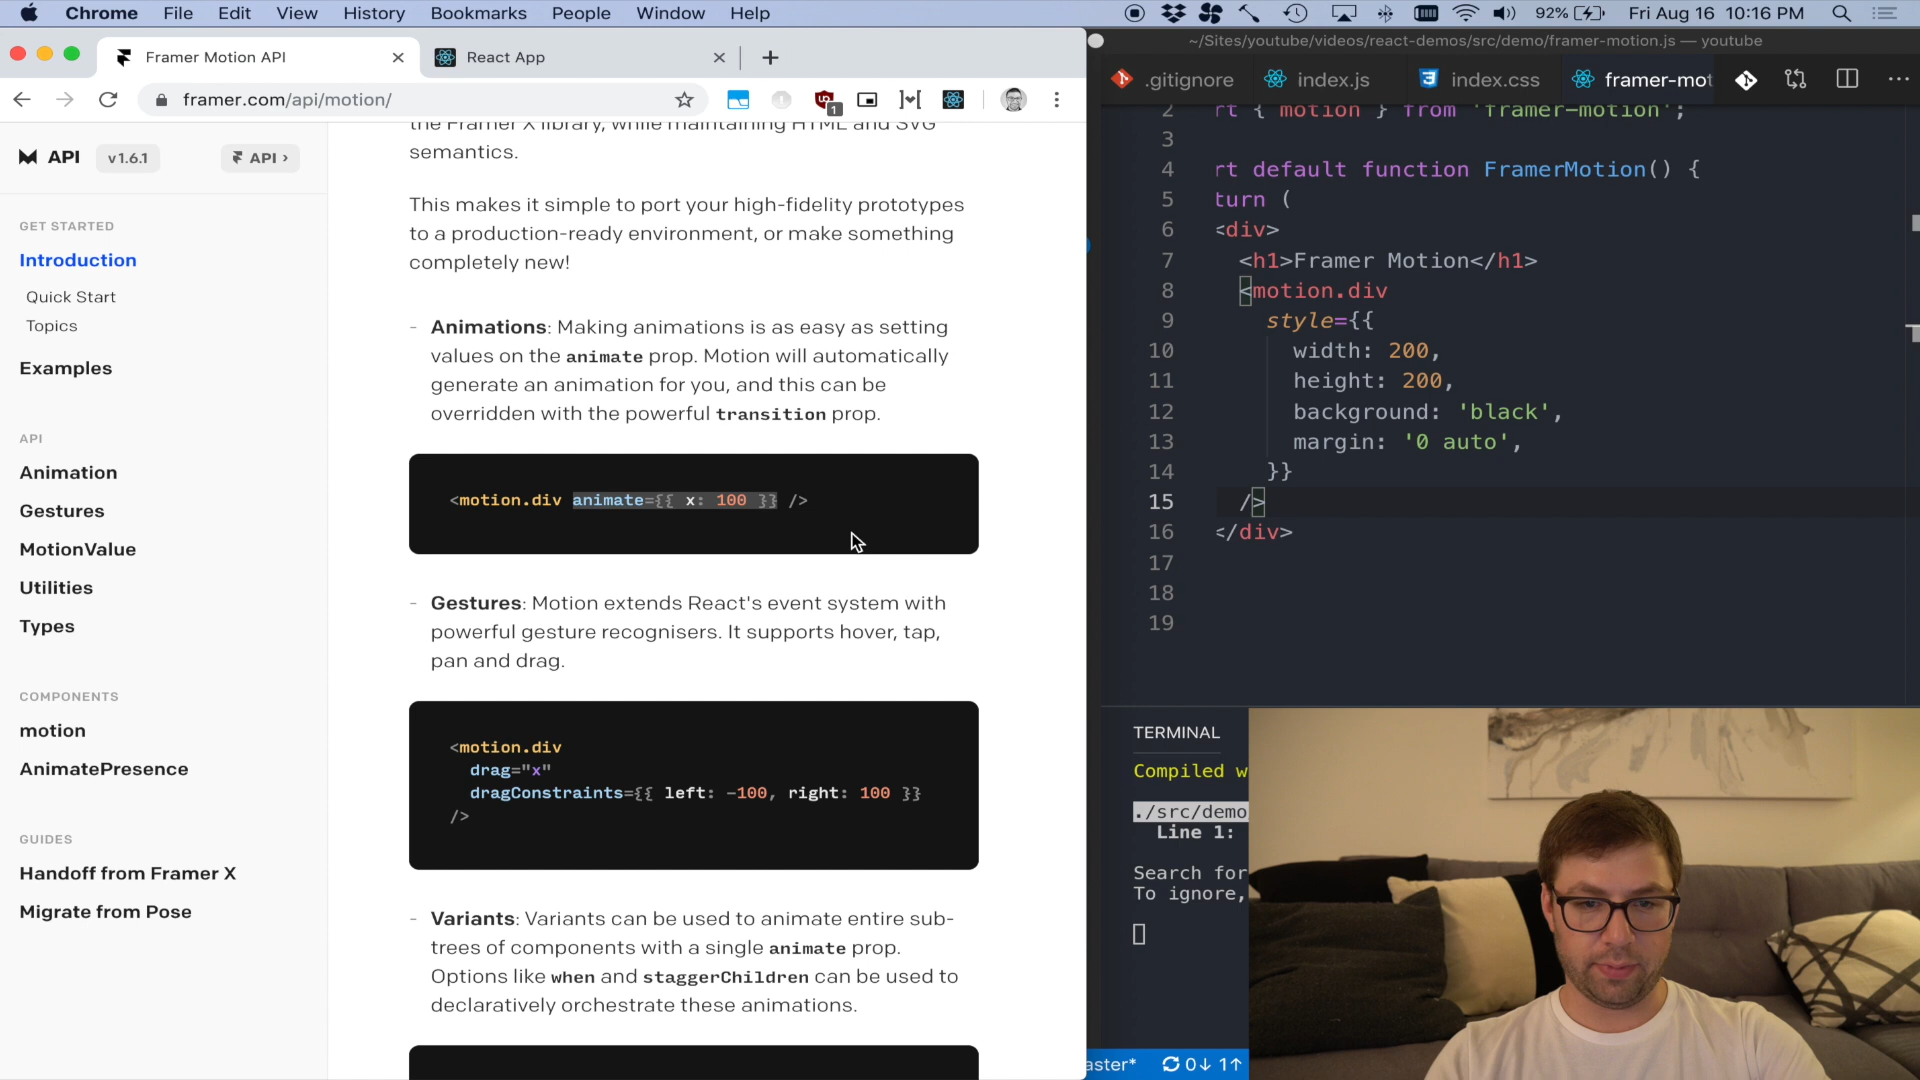 Chrome File Edit View History Bookmarks People Window Help 92% Fri Aug 16 10:16 PM
Framer Motion API React App
framer.com/api/motion/ 1
API v1.6.1 API ›
GET STARTED
Introduction
Quick Start
Topics
Examples
API
Animation
Gestures
MotionValue
Utilities
Types
COMPONENTS
motion
AnimatePresence
GUIDES
Handoff from Framer X
Migrate from Pose
the Framer X library, while maintaining HTML and SVG
semantics.
This makes it simple to port your high-fidelity prototypes
to a production-ready environment, or make something
completely new!
- Animations: Making animations is as easy as setting
values on the animate prop. Motion will automatically
generate an animation for you, and this can be
overridden with the powerful transition prop.
<motion.div animate={{ x: 100 }} />
- Gestures: Motion extends React's event system with
powerful gesture recognisers. It supports hover, tap,
pan and drag.
<motion.div
drag="x"
dragConstraints={{ left: -100, right: 100 }}
/>
- Variants: Variants can be used to animate entire sub-
trees of components with a single animate prop.
Options like when and staggerChildren can be used to
declaratively orchestrate these animations.
~/Sites/youtube/videos/react-demos/src/demo/framer-motion.js — youtube
.gitignore index.js index.css framer-mot
2 rt { motion } from 'framer-motion';
3
4 rt default function FramerMotion() {
5 turn (
6 <div>
7 <h1>Framer Motion</h1>
8 <motion.div
9 style={{
10 width: 200,
11 height: 200,
12 background: 'black',
13 margin: '0 auto',
14 }}
15 />
16 </div>
17
18
19
TERMINAL
Compiled w
./src/demo
Line 1:
Search for
To ignore,
aster* 0↓ 1↑